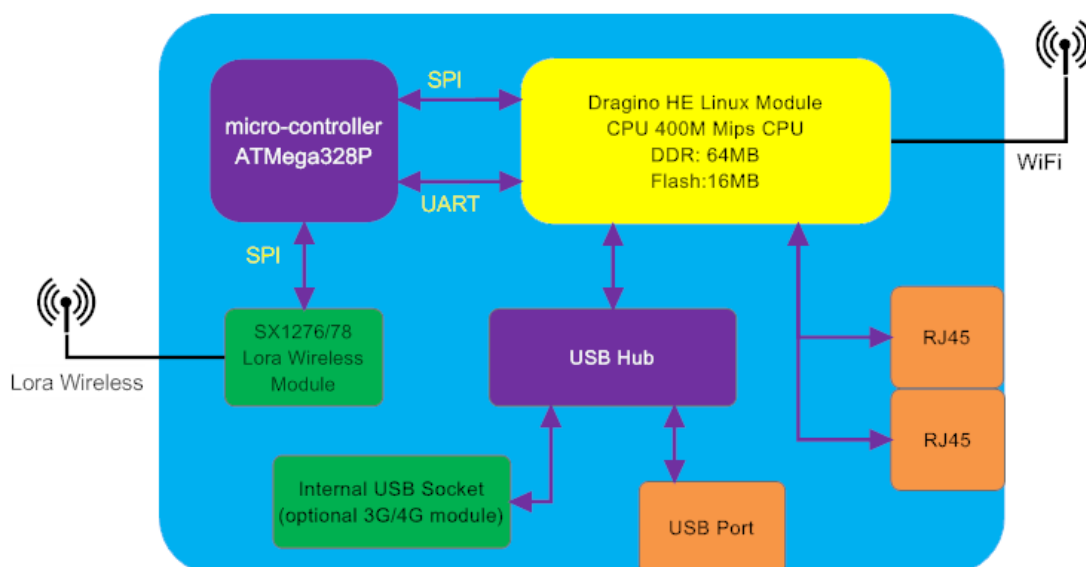 SPI
micro-controller
ATMega328P
UART
Dragino HE Linux Module
CPU 400M Mips CPU
DDR: 64MB
Flash:16MB
WiFi
SPI
SX1276/78
Lora Wireless
Module
Lora Wireless
USB Hub
RJ45
RJ45
Internal USB Socket
(optional 3G/4G module)
USB Port